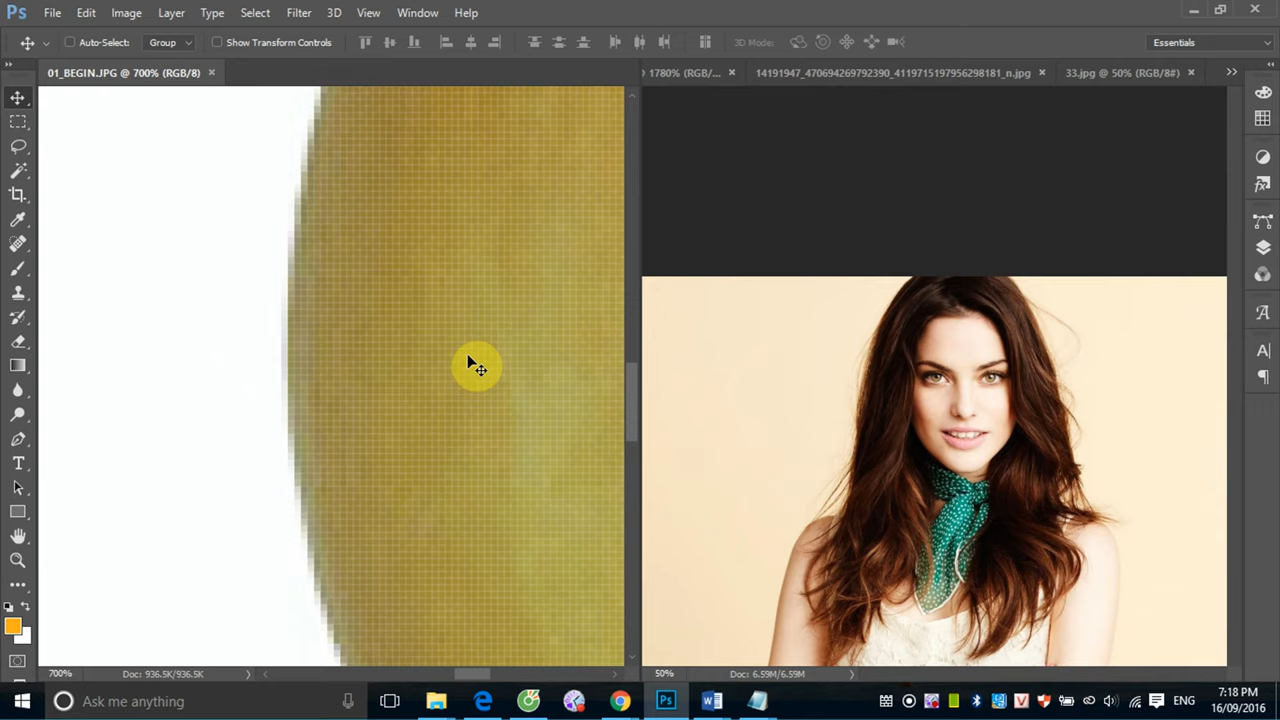 Ps File Edit Image Layer Type Select Filter 3D View Window Help
Auto-Select: Group Show Transform Controls 3D Mode: Essentials
01_BEGIN.JPG @ 700% (RGB/8) × 1780% (RGB/... × 14191947_470694269792390_4119715197956298181_n.jpg × 33.jpg @ 50% (RGB/8#) ×
700% Doc: 936.5K/936.5K 50% Doc: 6.59M/6.59M
Ask me anything ENG 7:18 PM
16/09/2016